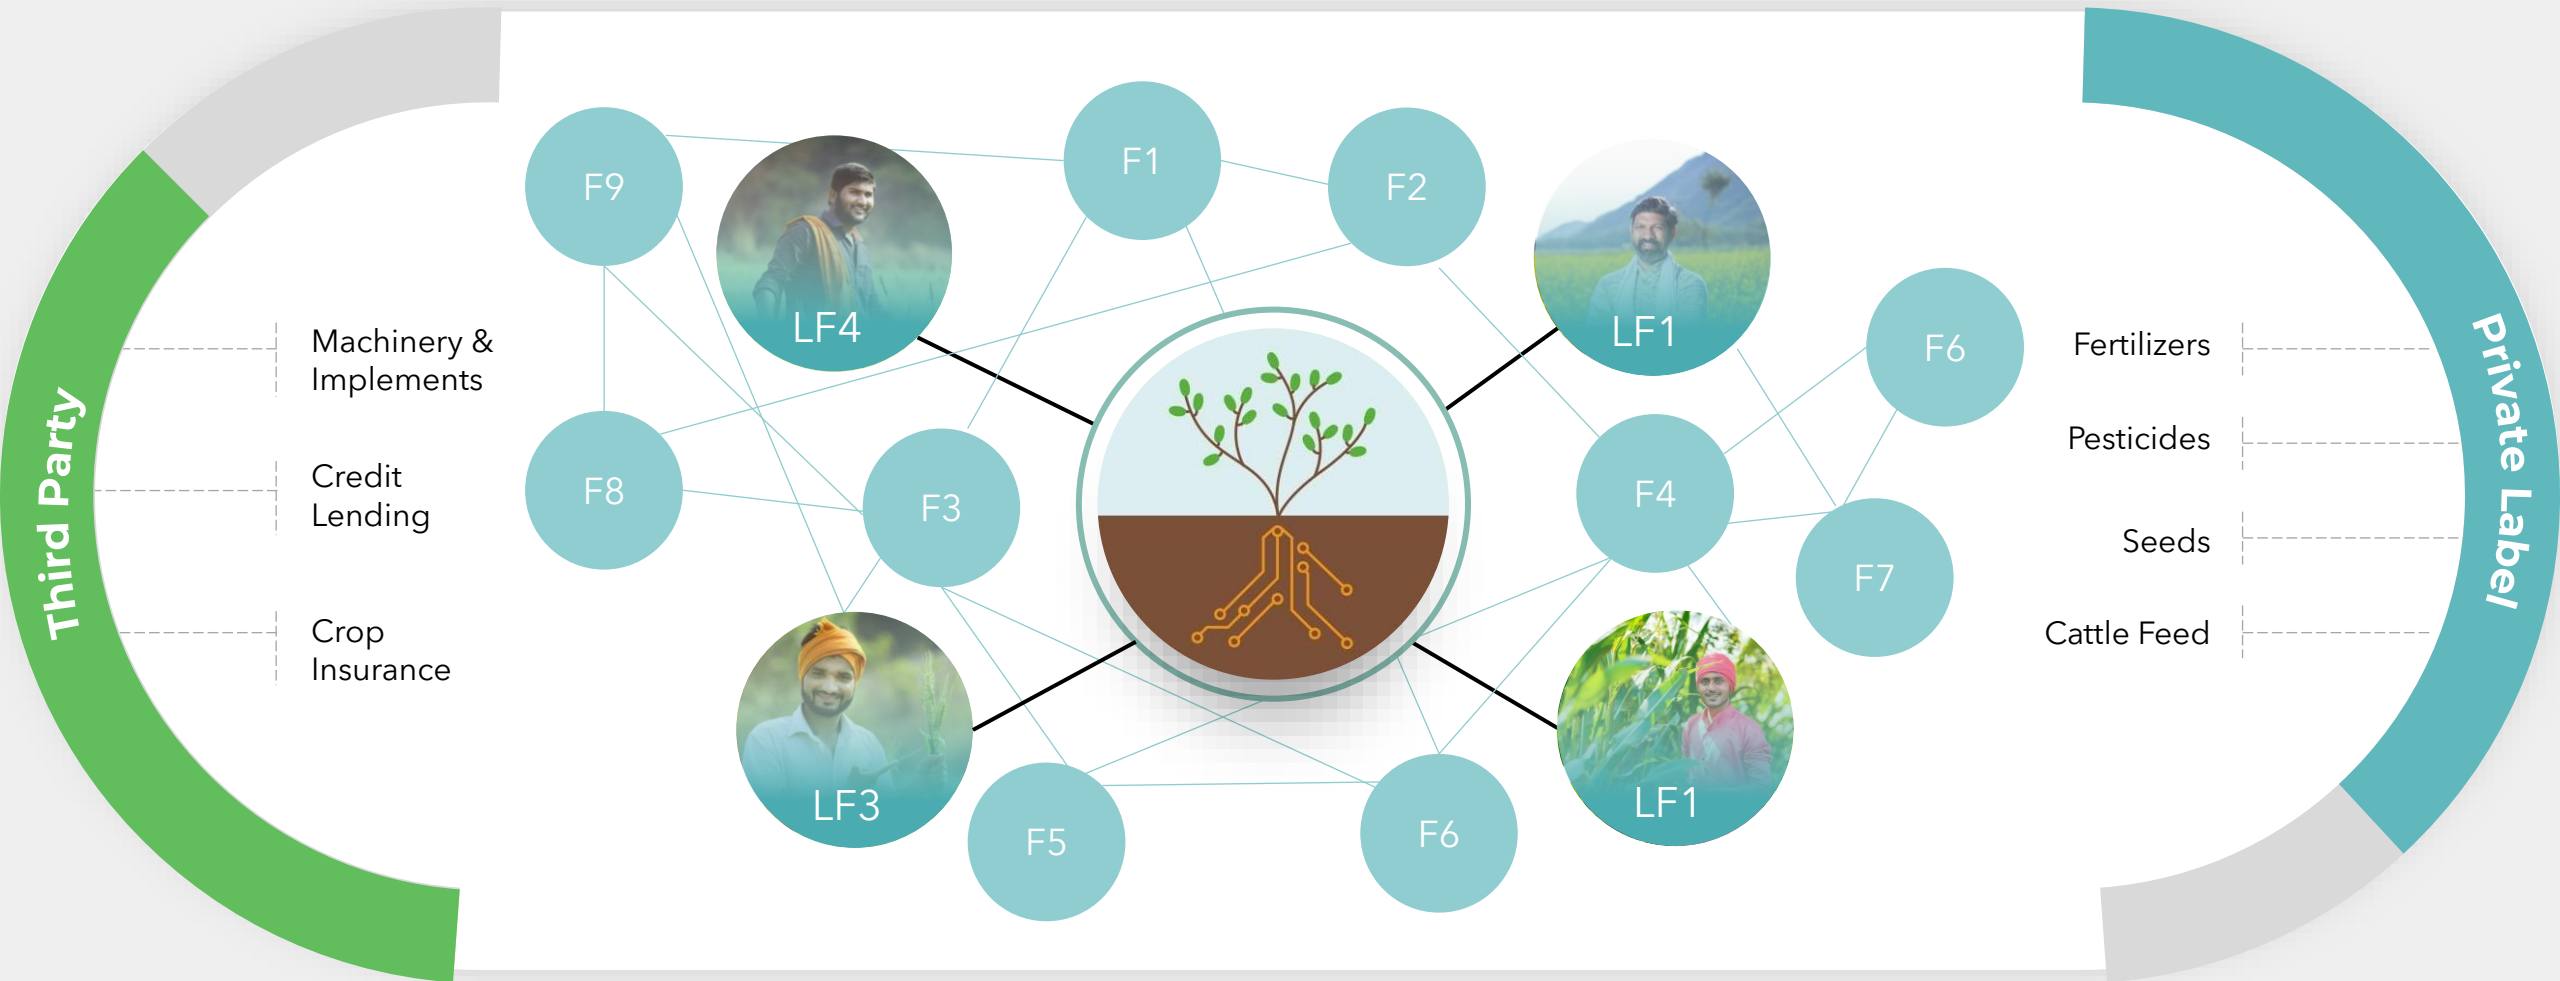 Third Party
Machinery &
Implements
Credit
Lending
Crop
Insurance
F9
LF4
F1
F2
LF1
F6
F8
F3
F4
F7
LF3
F5
F6
LF1
Fertilizers
Pesticides
Seeds
Cattle Feed
Private Label